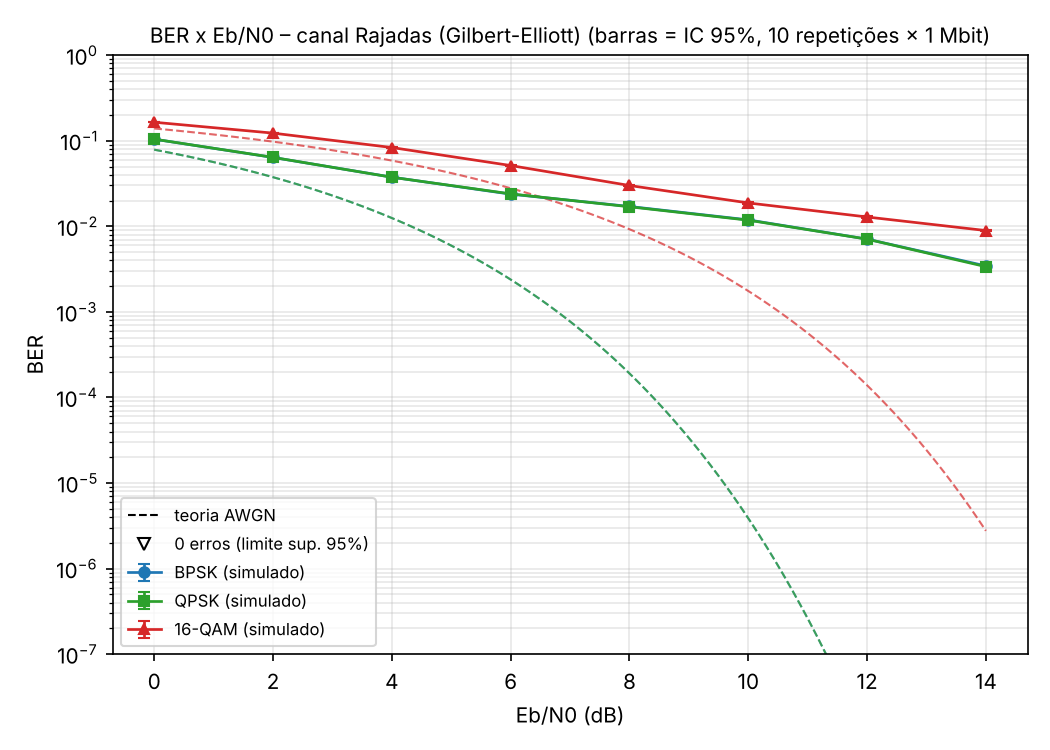 BER x Eb/N0 – canal Rajadas (Gilbert-Elliott) (barras = IC 95%, 10 repetições × 1 Mbit)
10⁰
10⁻¹
10⁻²
10⁻³
10⁻⁴
10⁻⁵
10⁻⁶
10⁻⁷
BER
teoria AWGN
0 erros (limite sup. 95%)
BPSK (simulado)
QPSK (simulado)
16-QAM (simulado)
0 2 4 6 8 10 12 14
Eb/N0 (dB)